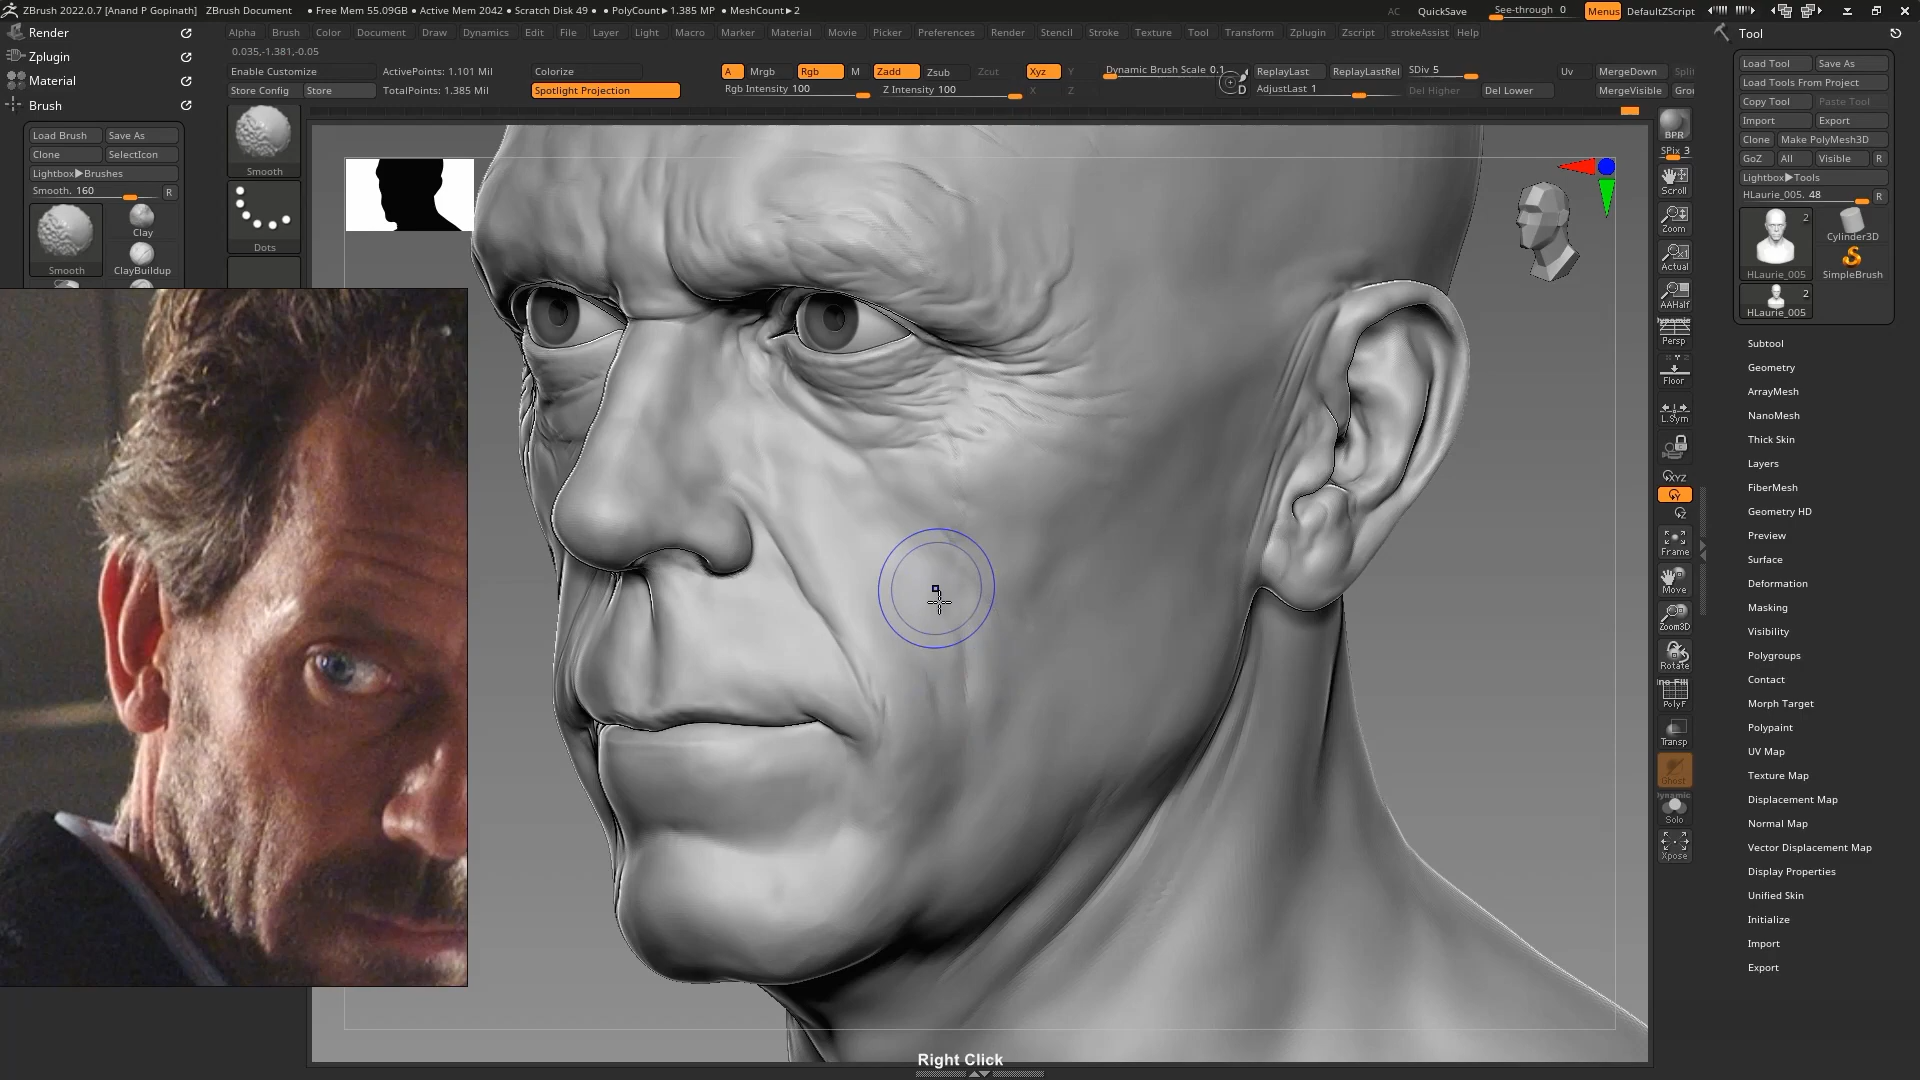 ZBrush 2022.0.7 [Anand P Gopinath] ZBrush Document • Free Mem 55.09GB • Active Mem 2042 • Scratch Disk 49 • • PolyCount▸1.385 MP • MeshCount▸2 AC QuickSave See-through 0 Menus DefaultZScript
Render
Zplugin
Material
Brush
Alpha Brush Color Document Draw Dynamics Edit File Layer Light Macro Marker Material Movie Picker Preferences Render Stencil Stroke Texture Tool Transform Zplugin Zscript strokeAssist Help
0.035,-1.381,-0.05
Enable Customize ActivePoints: 1.101 Mil Colorize A Mrgb Rgb M Zadd Zsub Zcut Xyz Y Dynamic Brush Scale 0.1 D ReplayLast ReplayLastRel SDiv 5 Uv MergeDown Split
Store Config Store TotalPoints: 1.385 Mil Spotlight Projection Rgb Intensity 100 Z Intensity 100 X Z AdjustLast 1 Del Higher Del Lower MergeVisible Gro
Load Brush Save As
Clone SelectIcon
Lightbox▸Brushes
Smooth. 160 R
Smooth
Clay
ClayBuildup
Smooth
Dots
BPR
SPix 3
Scroll
Zoom
Actual
AAHalf
Dynamic
Persp
Floor
L.Sym
XYZ
Y
Z
Frame
Move
Zoom3D
Rotate
PolyF
Transp
Ghost
Dynamic
Solo
Xpose
Tool
Load Tool Save As
Load Tools From Project
Copy Tool Paste Tool
Import Export
Clone Make PolyMesh3D
GoZ All Visible R
Lightbox▸Tools
HLaurie_005. 48 R
2
HLaurie_005
Cylinder3D
SimpleBrush
2
HLaurie_005
Subtool
Geometry
ArrayMesh
NanoMesh
Thick Skin
Layers
FiberMesh
Geometry HD
Preview
Surface
Deformation
Masking
Visibility
Polygroups
Contact
Morph Target
Polypaint
UV Map
Texture Map
Displacement Map
Normal Map
Vector Displacement Map
Display Properties
Unified Skin
Initialize
Import
Export
Right Click